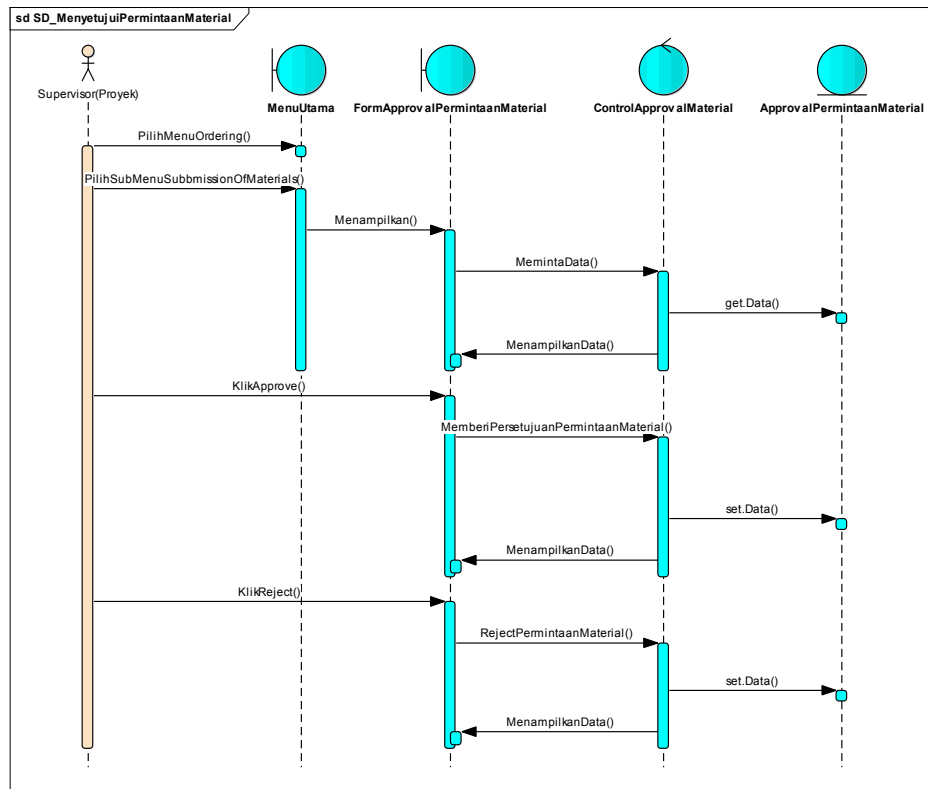 sd SD_MenyetujuiPermintaanMaterial
Supervisor(Proyek)
MenuUtama
FormApprovalPermintaanMaterial
ControlApprovalMaterial
ApprovalPermintaanMaterial
PilihMenuOrdering()
PilihSubMenuSubbmissionOfMaterials()
Menampilkan()
MemintaData()
get.Data()
MenampilkanData()
KlikApprove()
MemberiPersetujuanPermintaanMaterial()
set.Data()
MenampilkanData()
KlikReject()
RejectPermintaanMaterial()
set.Data()
MenampilkanData()